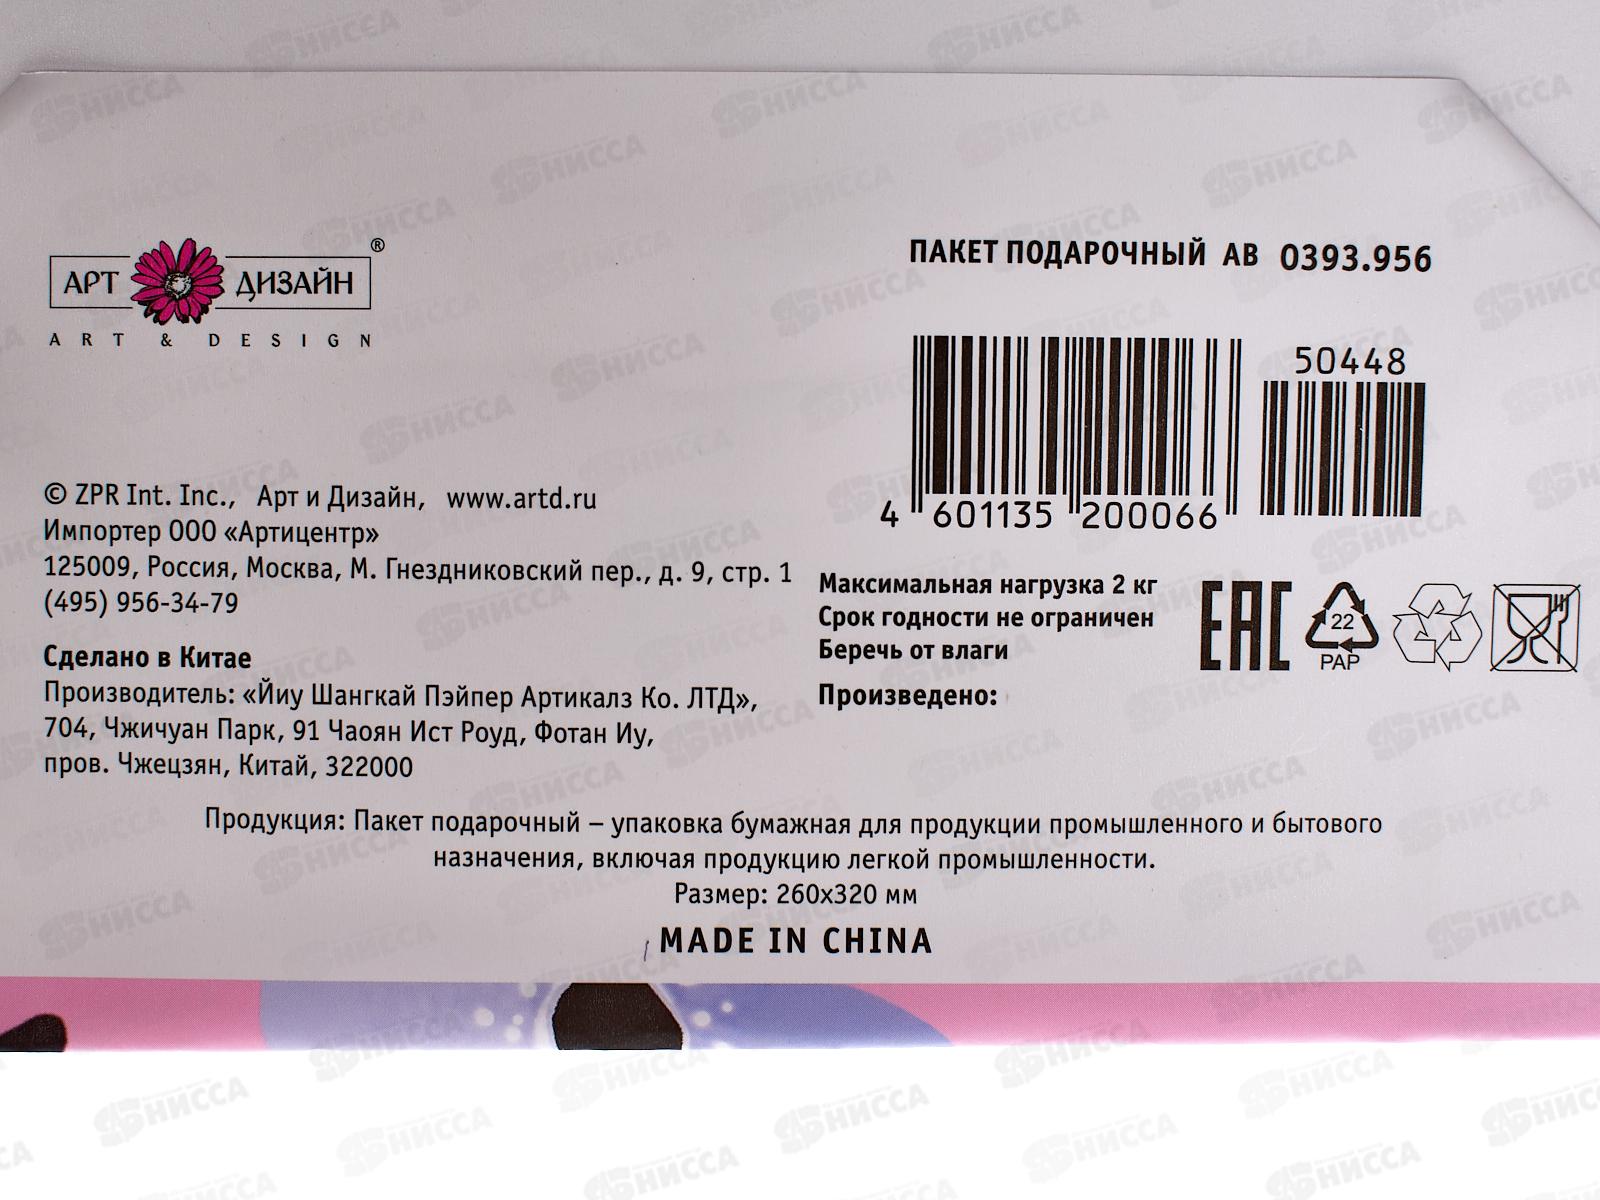 АРТ ДИЗАЙН ®
ART & DESIGN
ПАКЕТ ПОДАРОЧНЫЙ АВ 0393.956
50448
4 601135 200066
© ZPR Int. Inc., Арт и Дизайн, www.artd.ru
Импортер ООО «Артицентр»
125009, Россия, Москва, М. Гнездниковский пер., д. 9, стр. 1
(495) 956-34-79
Сделано в Китае
Производитель: «Йиу Шангкай Пэйпер Артикалз Ко. ЛТД»,
704, Чжичуан Парк, 91 Чаоян Ист Роуд, Фотан Иу,
пров. Чжецзян, Китай, 322000
Максимальная нагрузка 2 кг
Срок годности не ограничен
Беречь от влаги
Произведено:
EAC
22
PAP
Продукция: Пакет подарочный – упаковка бумажная для продукции промышленного и бытового
назначения, включая продукцию легкой промышленности.
Размер: 260х320 мм
MADE IN CHINA
НИССА